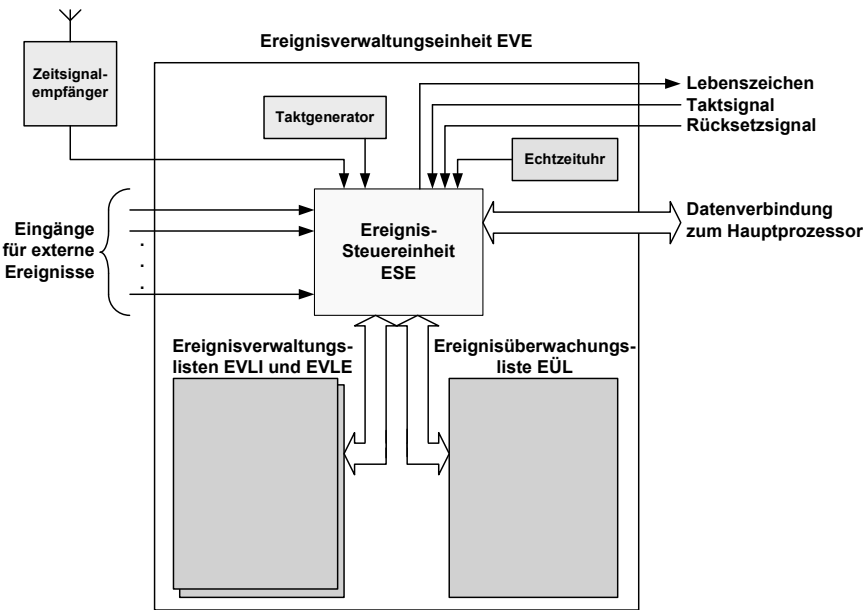 Ereignisverwaltungseinheit EVE
Zeitsignal-
empfänger
Taktgenerator
Lebenszeichen
Taktsignal
Rücksetzsignal
Echtzeituhr
Eingänge
für externe
Ereignisse
Ereignis-
Steuereinheit
ESE
Datenverbindung
zum Hauptprozessor
Ereignisverwaltungs-
listen EVLI und EVLE
Ereignisüberwachungs-
liste EÜL